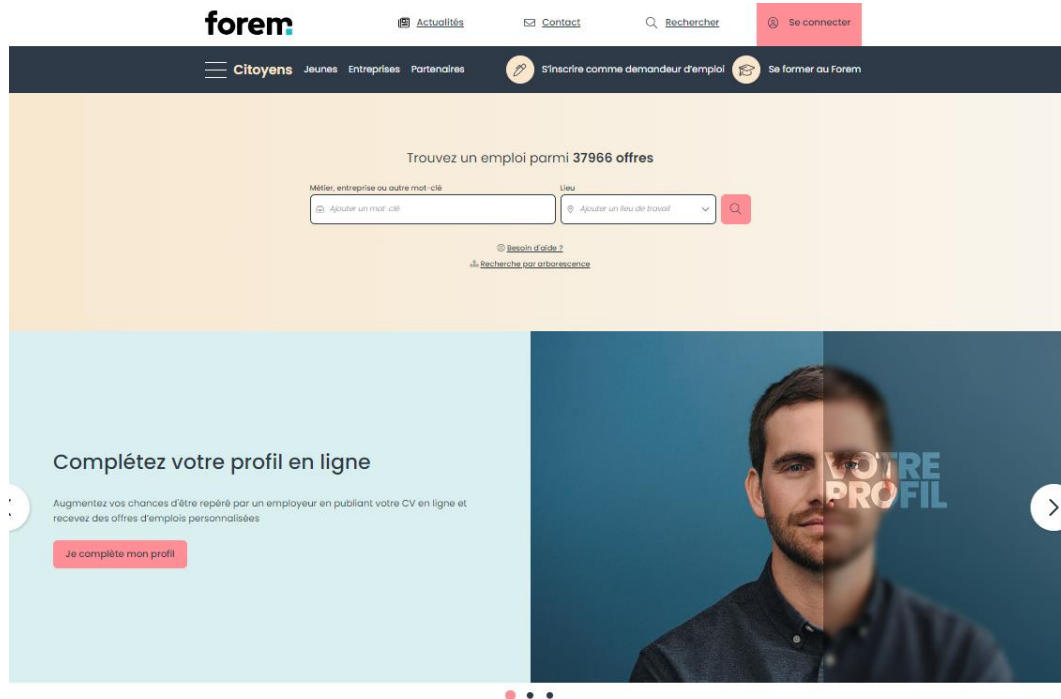 forem
Actualités
Contact
Rechercher
Se connecter
Citoyens
Jeunes
Entreprises
Partenaires
S'inscrire comme demandeur d'emploi
Se former au Forem
Trouvez un emploi parmi 37966 offres
Métier, entreprise ou autre mot-clé
Lieu
Ajouter un mot-clé
Ajouter un lieu de travail
Besoin d'aide ?
Recherche par arborescence
Complétez votre profil en ligne
Augmentez vos chances d'être repéré par un employeur en publiant votre CV en ligne et
recevez des offres d'emplois personnalisées
Je complète mon profil
VOTRE
PROFIL